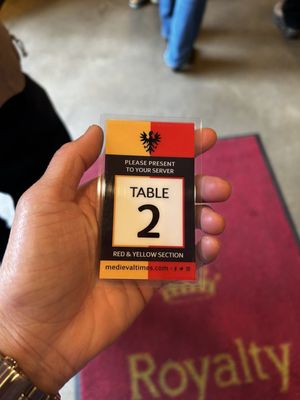 PLEASE PRESENT
TO YOUR SERVER
TABLE
2
RED & YELLOW SECTION
medievaltimes.com
Royalty